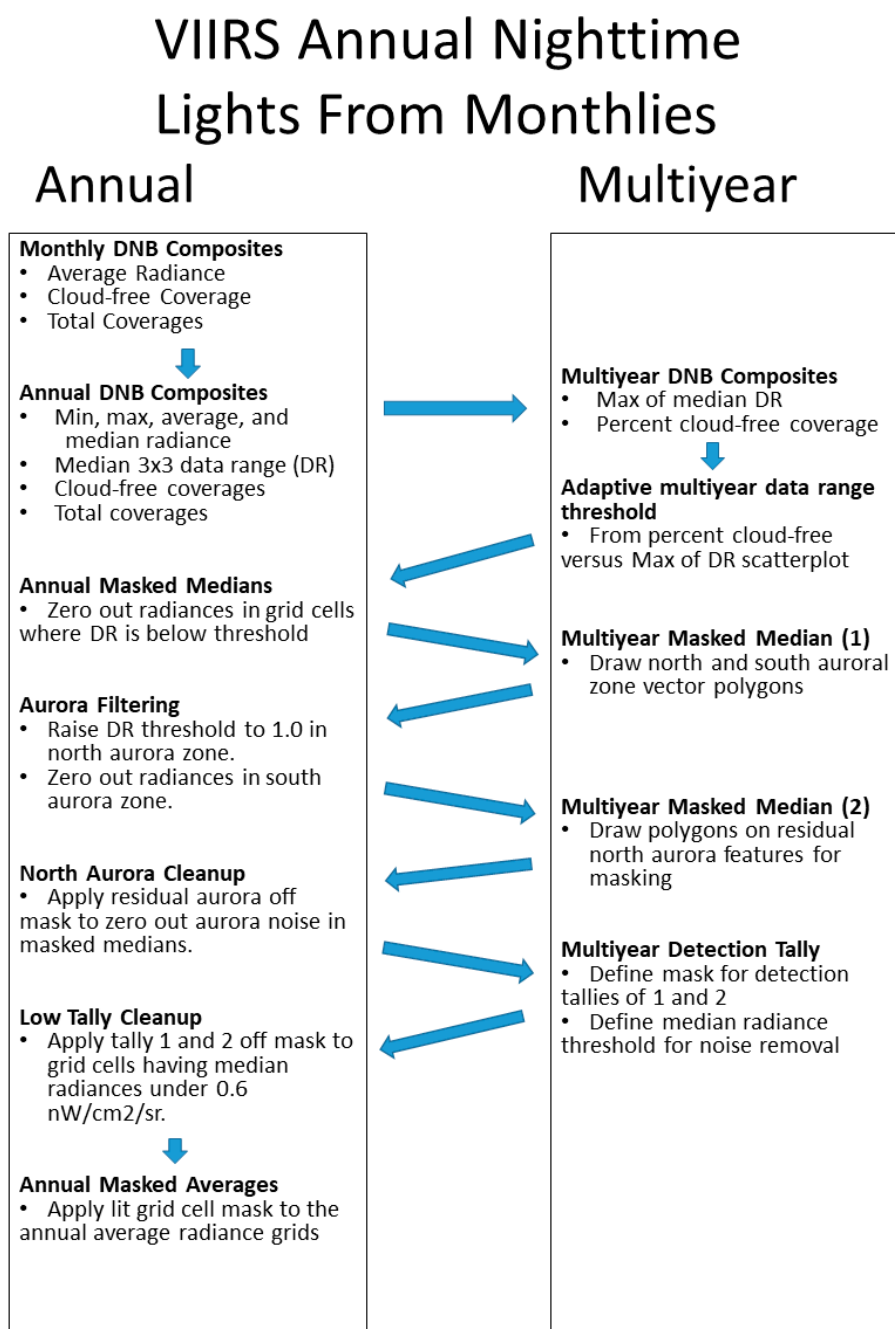 VIIRS Annual Nighttime
Lights From Monthlies
Annual
Multiyear
Monthly DNB Composites
• Average Radiance
• Cloud-free Coverage
• Total Coverages
Annual DNB Composites
• Min, max, average, and
median radiance
• Median 3x3 data range (DR)
• Cloud-free coverages
• Total coverages
Annual Masked Medians
• Zero out radiances in grid cells
where DR is below threshold
Aurora Filtering
• Raise DR threshold to 1.0 in
north aurora zone.
• Zero out radiances in south
aurora zone.
North Aurora Cleanup
• Apply residual aurora off
mask to zero out aurora noise in
masked medians.
Low Tally Cleanup
• Apply tally 1 and 2 off mask to
grid cells having median
radiances under 0.6
nW/cm2/sr.
Annual Masked Averages
• Apply lit grid cell mask to the
annual average radiance grids
Multiyear DNB Composites
• Max of median DR
• Percent cloud-free coverage
Adaptive multiyear data range
threshold
• From percent cloud-free
versus Max of DR scatterplot
Multiyear Masked Median (1)
• Draw north and south auroral
zone vector polygons
Multiyear Masked Median (2)
• Draw polygons on residual
north aurora features for
masking
Multiyear Detection Tally
• Define mask for detection
tallies of 1 and 2
• Define median radiance
threshold for noise removal